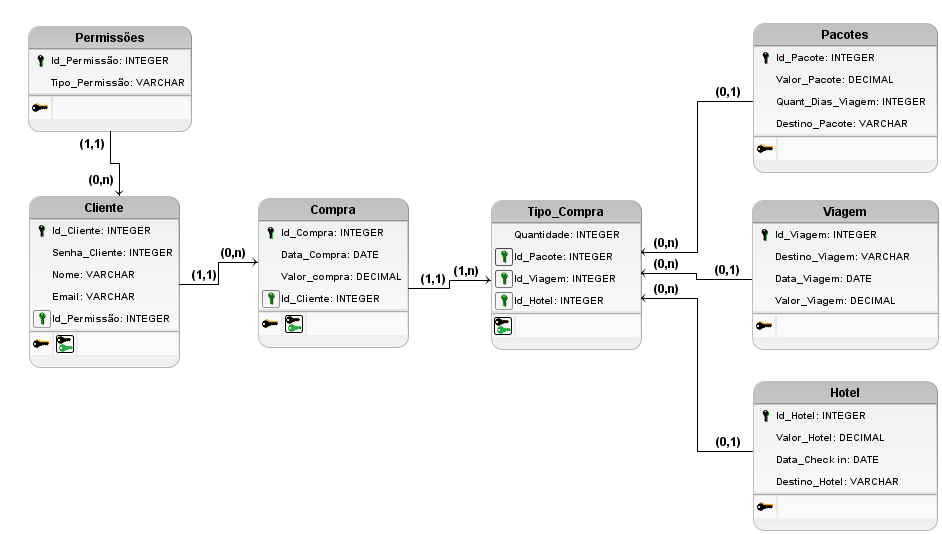 Permissões
Id_Permissão: INTEGER
Tipo_Permissão: VARCHAR
(1,1)
(0,n)
Cliente
Id_Cliente: INTEGER
Senha_Cliente: INTEGER
Nome: VARCHAR
Email: VARCHAR
Id_Permissão: INTEGER
(1,1)
(0,n)
Compra
Id_Compra: INTEGER
Data_Compra: DATE
Valor_compra: DECIMAL
Id_Cliente: INTEGER
(1,1)
(1,n)
Tipo_Compra
Quantidade: INTEGER
Id_Pacote: INTEGER
Id_Viagem: INTEGER
Id_Hotel: INTEGER
(0,n)
(0,n)
(0,n)
(0,1)
(0,1)
(0,1)
Pacotes
Id_Pacote: INTEGER
Valor_Pacote: DECIMAL
Quant_Dias_Viagem: INTEGER
Destino_Pacote: VARCHAR
Viagem
Id_Viagem: INTEGER
Destino_Viagem: VARCHAR
Data_Viagem: DATE
Valor_Viagem: DECIMAL
Hotel
Id_Hotel: INTEGER
Valor_Hotel: DECIMAL
Data_Check in: DATE
Destino_Hotel: VARCHAR